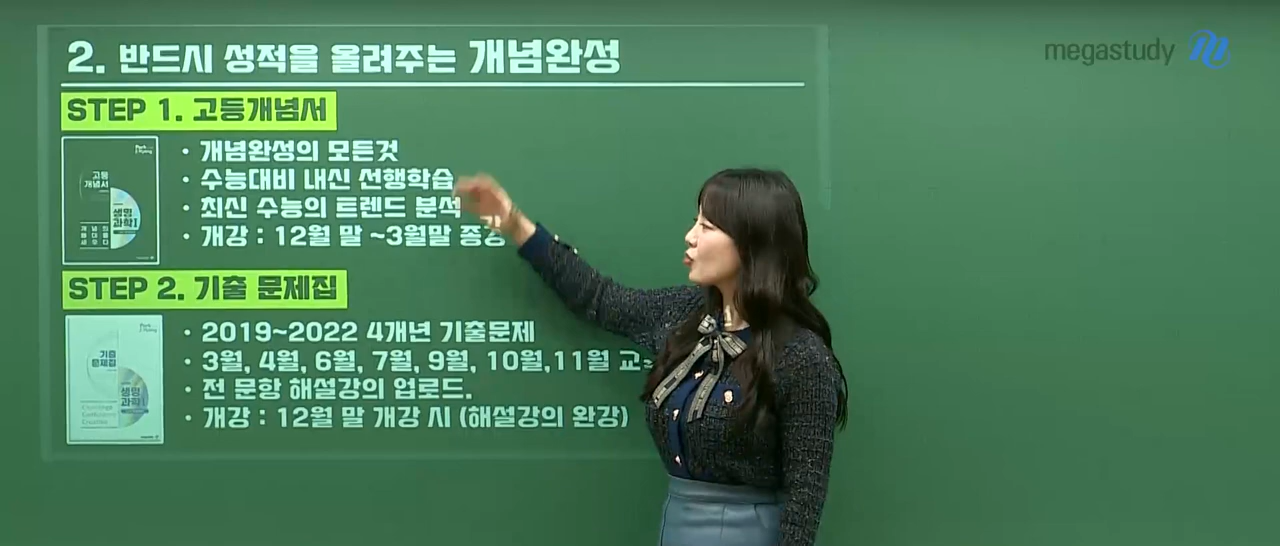 megastudy
2. 반드시 성적을 올려주는 개념완성
STEP 1. 고등개념서
· 개념완성의 모든것
· 수능대비 내신 선행학습
· 최신 수능의 트렌드 분석
· 개강 : 12월 말 ~3월말 종강
고등
개념서
생명
과학Ⅰ
STEP 2. 기출 문제집
· 2019~2022 4개년 기출문제
· 3월, 4월, 6월, 7월, 9월, 10월,11월 교
· 전 문항 해설강의 업로드.
· 개강 : 12월 말 개강 시 (해설강의 완강)
기출
문제집
생명
과학Ⅰ